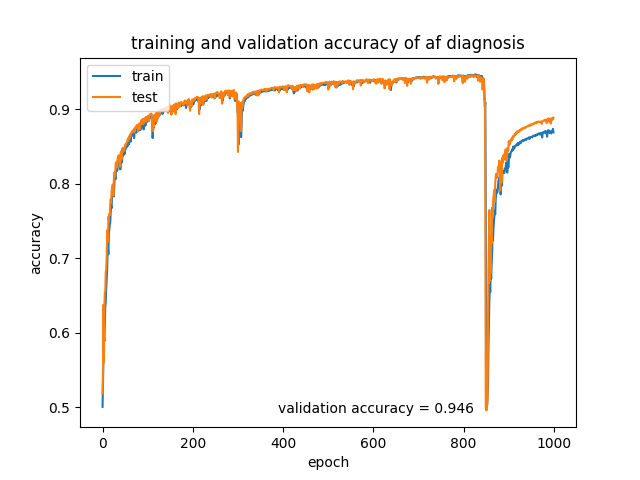 training and validation accuracy of af diagnosis
train
test
accuracy
0.9
0.8
0.7
0.6
0.5
validation accuracy = 0.946
0
200
400
600
800
1000
epoch